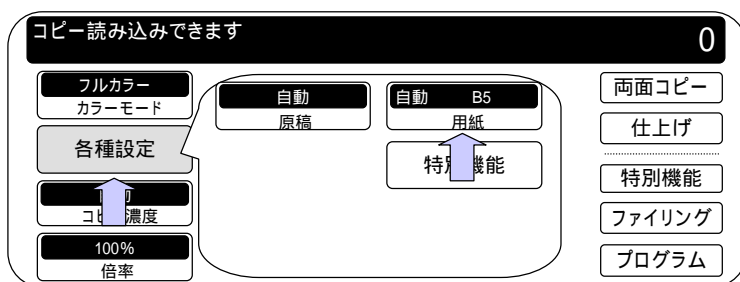 コピー読み込みできます
0
フルカラー
カラーモード
各種設定
コピ 濃度
100%
倍率
自動
原稿
自動 B5
用紙
特 機能
両面コピー
仕上げ
特別機能
ファイリング
プログラム